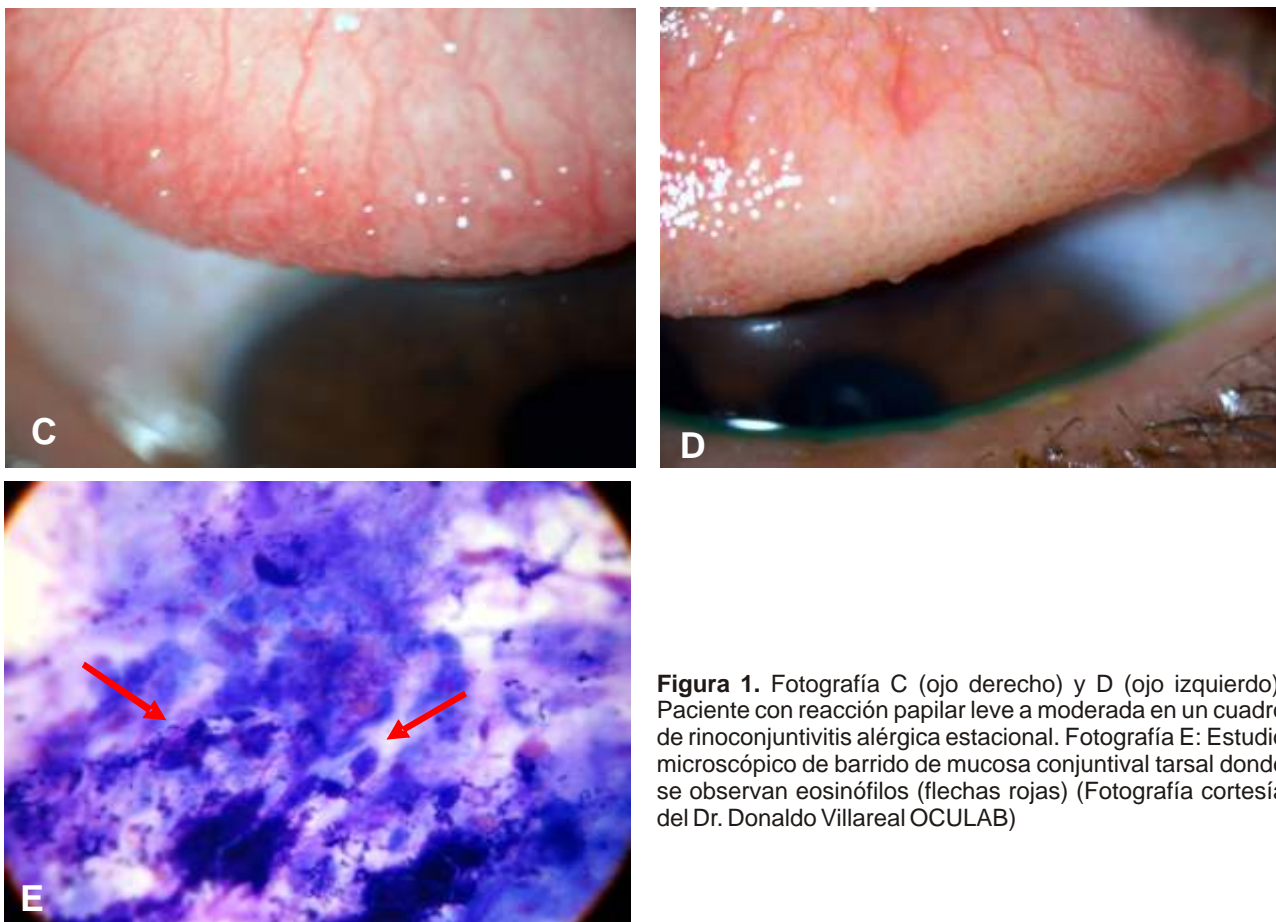 C
D
E
Figura 1. Fotografía C (ojo derecho) y D (ojo izquierdo)
Paciente con reacción papilar leve a moderada en un cuadro
de rinoconjuntivitis alérgica estacional. Fotografía E: Estudio
microscópico de barrido de mucosa conjuntival tarsal donde
se observan eosinófilos (flechas rojas) (Fotografía cortesía
del Dr. Donaldo Villareal OCULAB)